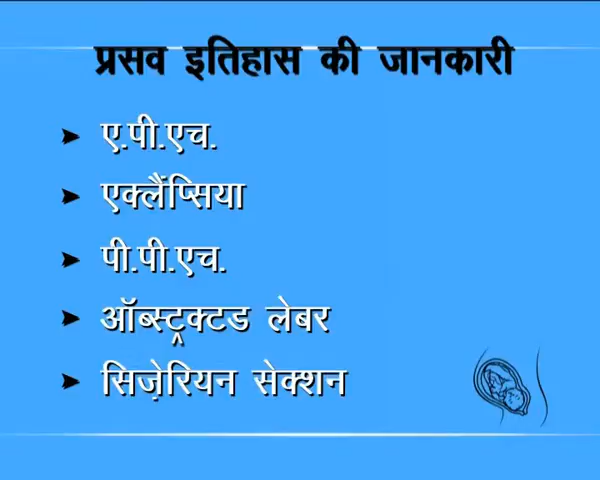 प्रसव इतिहास की जानकारी
➤ ए.पी.एच.
➤ एक्लैंप्सिया
➤ पी.पी.एच.
➤ ऑब्स्ट्रक्टड लेबर
➤ सिज़ेरियन सेक्शन